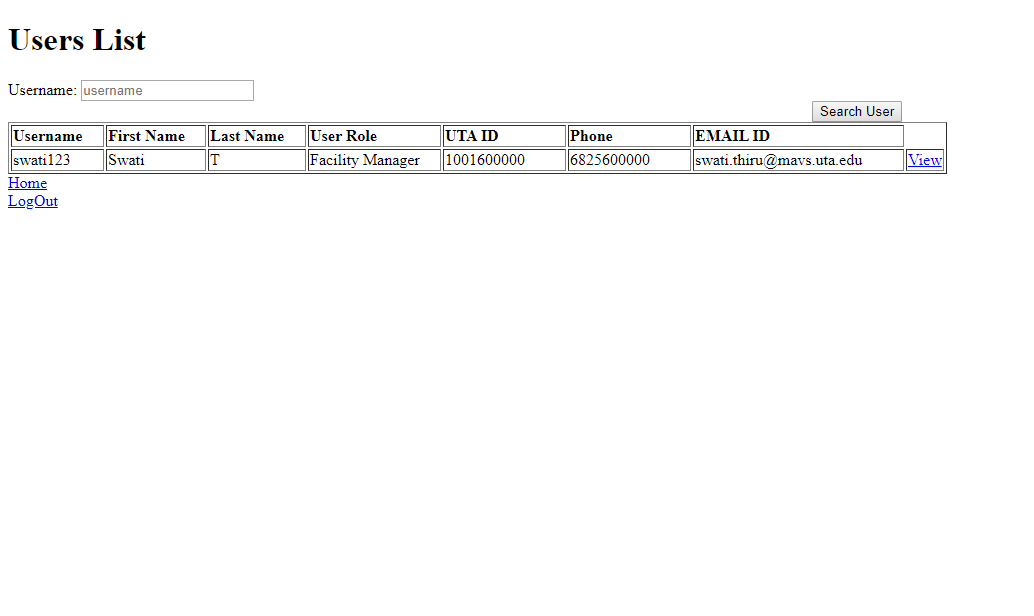 Users List
Username: username
Search User
Username First Name Last Name User Role UTA ID Phone EMAIL ID
swati123 Swati T Facility Manager 1001600000 6825600000 swati.thiru@mavs.uta.edu View
Home
LogOut